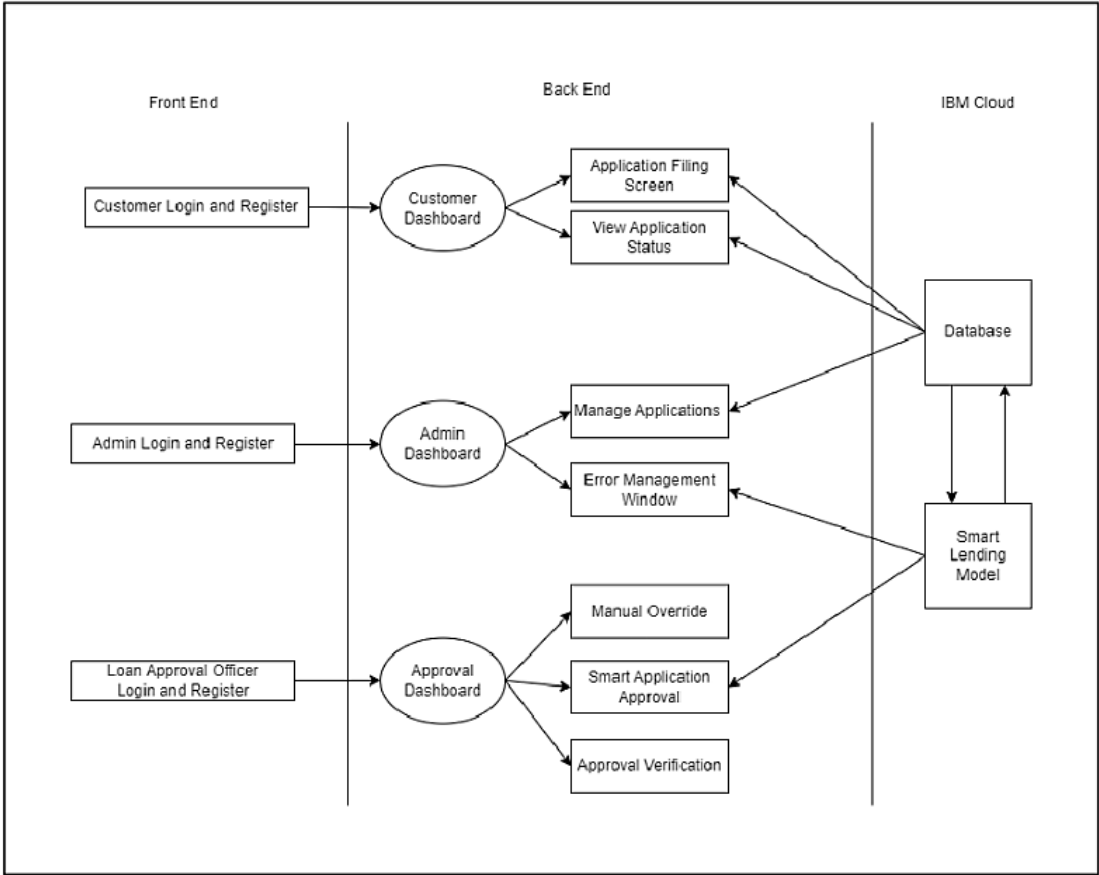 Front End
Back End
IBM Cloud
Customer Login and Register
Customer
Dashboard
Application Filing
Screen
View Application
Status
Database
Admin Login and Register
Admin
Dashboard
Manage Applications
Error Management
Window
Smart
Lending
Model
Loan Approval Officer
Login and Register
Approval
Dashboard
Manual Override
Smart Application
Approval
Approval Verification